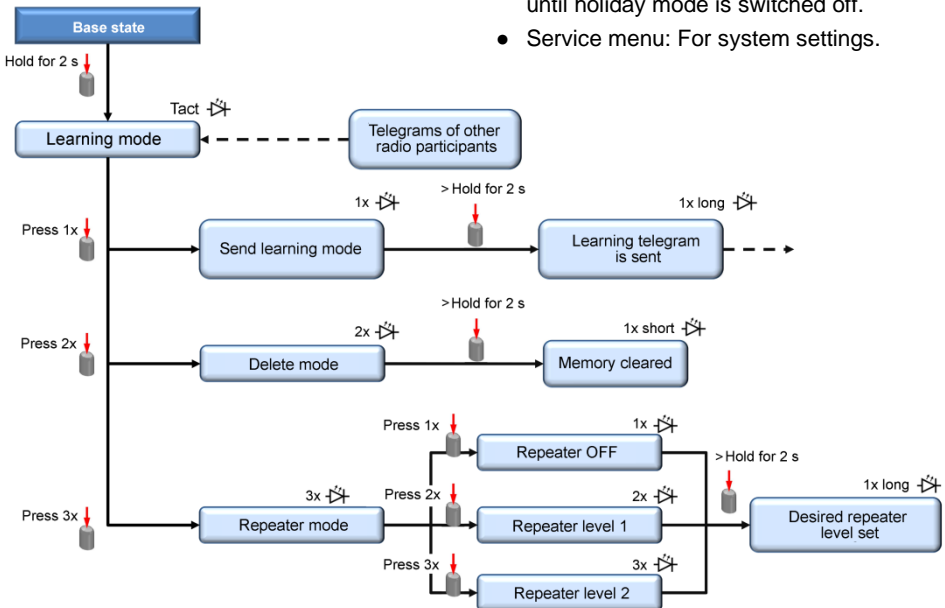 until holiday mode is switched off.
● Service menu: For system settings.
Base state
Hold for 2 s
Tact
Learning mode
Telegrams of other
radio participants
Press 1x
1x
Send learning mode
> Hold for 2 s
1x long
Learning telegram
is sent
Press 2x
2x
Delete mode
>Hold for 2 s
1x short
Memory cleared
Press 3x
3x
Repeater mode
Press 1x
1x
Repeater OFF
Press 2x
2x
Repeater level 1
Press 3x
3x
Repeater level 2
>Hold for 2 s
1x long
Desired repeater
level set